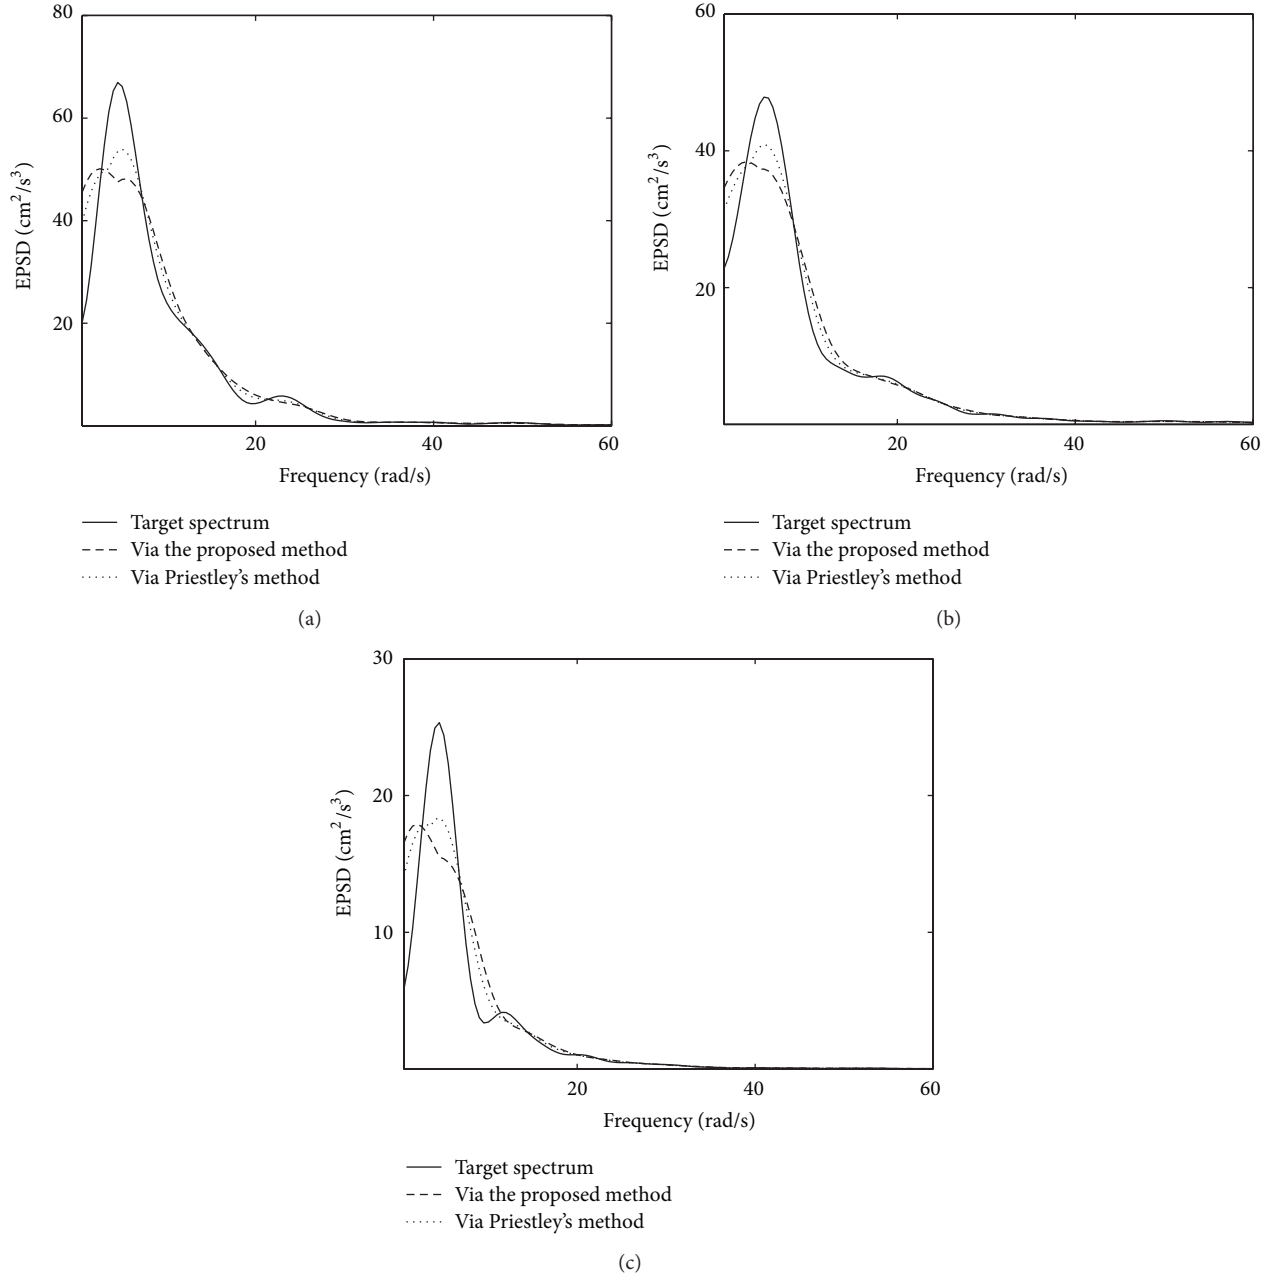 80
60
40
20
EPSD (cm²/s³)
20
40
60
Frequency (rad/s)
Target spectrum
Via the proposed method
Via Priestley's method
(a)
60
40
20
EPSD (cm²/s³)
20
40
60
Frequency (rad/s)
Target spectrum
Via the proposed method
Via Priestley's method
(b)
30
20
10
EPSD (cm²/s³)
20
40
60
Frequency (rad/s)
Target spectrum
Via the proposed method
Via Priestley's method
(c)